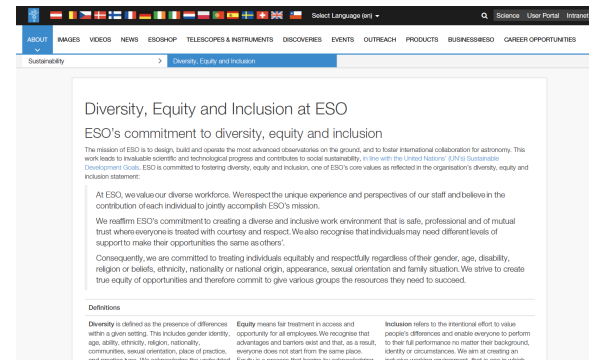 Select Language (en)
Science User Portal Intranet
ABOUT IMAGES VIDEOS NEWS ESOSHOP TELESCOPES & INSTRUMENTS DISCOVERIES EVENTS OUTREACH PRODUCTS BUSINESS@ESO CAREER OPPORTUNITIES
Sustainability > Diversity, Equity and Inclusion
Diversity, Equity and Inclusion at ESO
ESO's commitment to diversity, equity and inclusion
The mission of ESO is to design, build and operate the most advanced observatories on the ground, and to foster international collaboration for astronomy. This
work leads to invaluable scientific and technological progress and contributes to social sustainability, in line with the United Nations' (UN's) Sustainable
Development Goals. ESO is committed to fostering diversity, equity and inclusion, one of ESO's core values as reflected in the organisation's diversity, equity and
inclusion statement:
At ESO, we value our diverse workforce. We respect the unique experience and perspectives of our staff and believe in the
contribution of each individual to jointly accomplish ESO's mission.
We reaffirm ESO's commitment to creating a diverse and inclusive work environment that is safe, professional and of mutual
trust where everyone is treated with courtesy and respect. We also recognise that individuals may need different levels of
support to make their opportunities the same as others'.
Consequently, we are committed to treating individuals equitably and respectfully regardless of their gender, age, disability,
religion or beliefs, ethnicity, nationality or national origin, appearance, sexual orientation and family situation. We strive to create
true equity of opportunities and therefore commit to give various groups the resources they need to succeed.
Definitions
Diversity is defined as the presence of differences
within a given setting. This includes gender identity,
age, ability, ethnicity, religion, nationality,
communities, sexual orientation, place of practice,
Equity means fair treatment in access and
opportunity for all employees. We recognise that
advantages and barriers exist and that, as a result,
everyone does not start from the same place.
Inclusion refers to the intentional effort to value
people's differences and enable everyone to perform
to their full performance no matter their background,
identity or circumstances. We aim at creating an